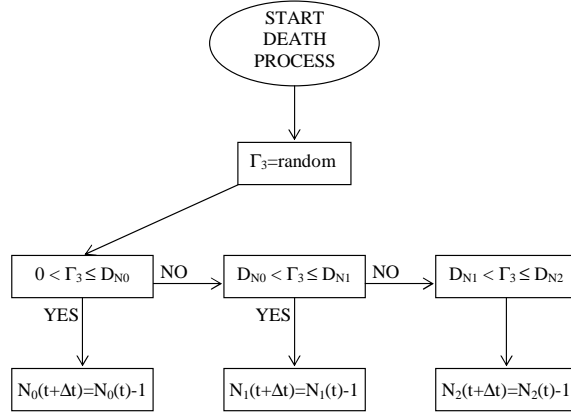 START
DEATH
PROCESS
Γ₃=random
0 < Γ₃ ≤ D_N0
NO
D_N0 < Γ₃ ≤ D_N1
NO
D_N1 < Γ₃ ≤ D_N2
YES
YES
N₀(t+Δt)=N₀(t)-1
N₁(t+Δt)=N₁(t)-1
N₂(t+Δt)=N₂(t)-1